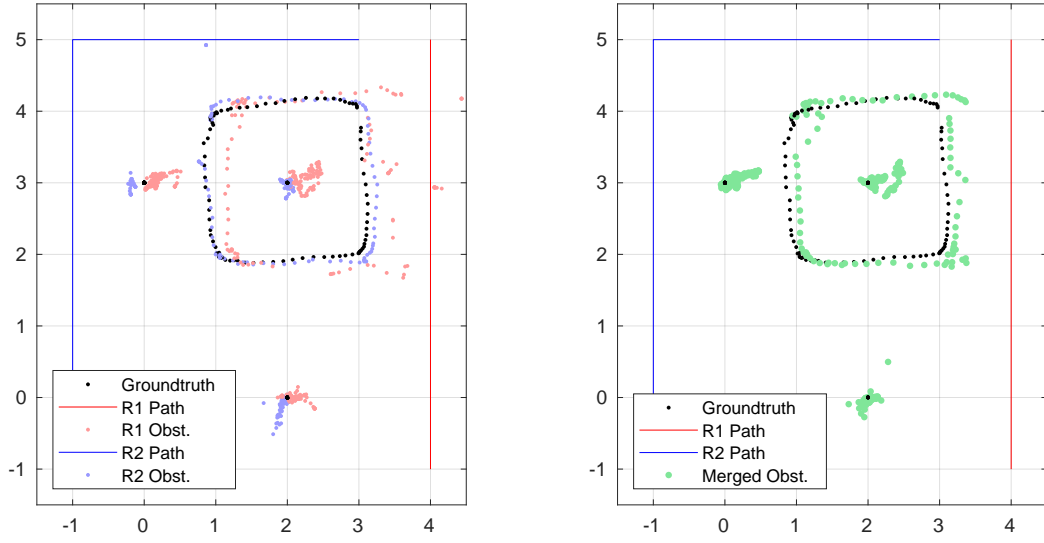 5
4
3
2
1
0
-1
Groundtruth
R1 Path
R1 Obst.
R2 Path
R2 Obst.
-1 0 1 2 3 4
5
4
3
2
1
0
-1
Groundtruth
R1 Path
R2 Path
Merged Obst.
-1 0 1 2 3 4